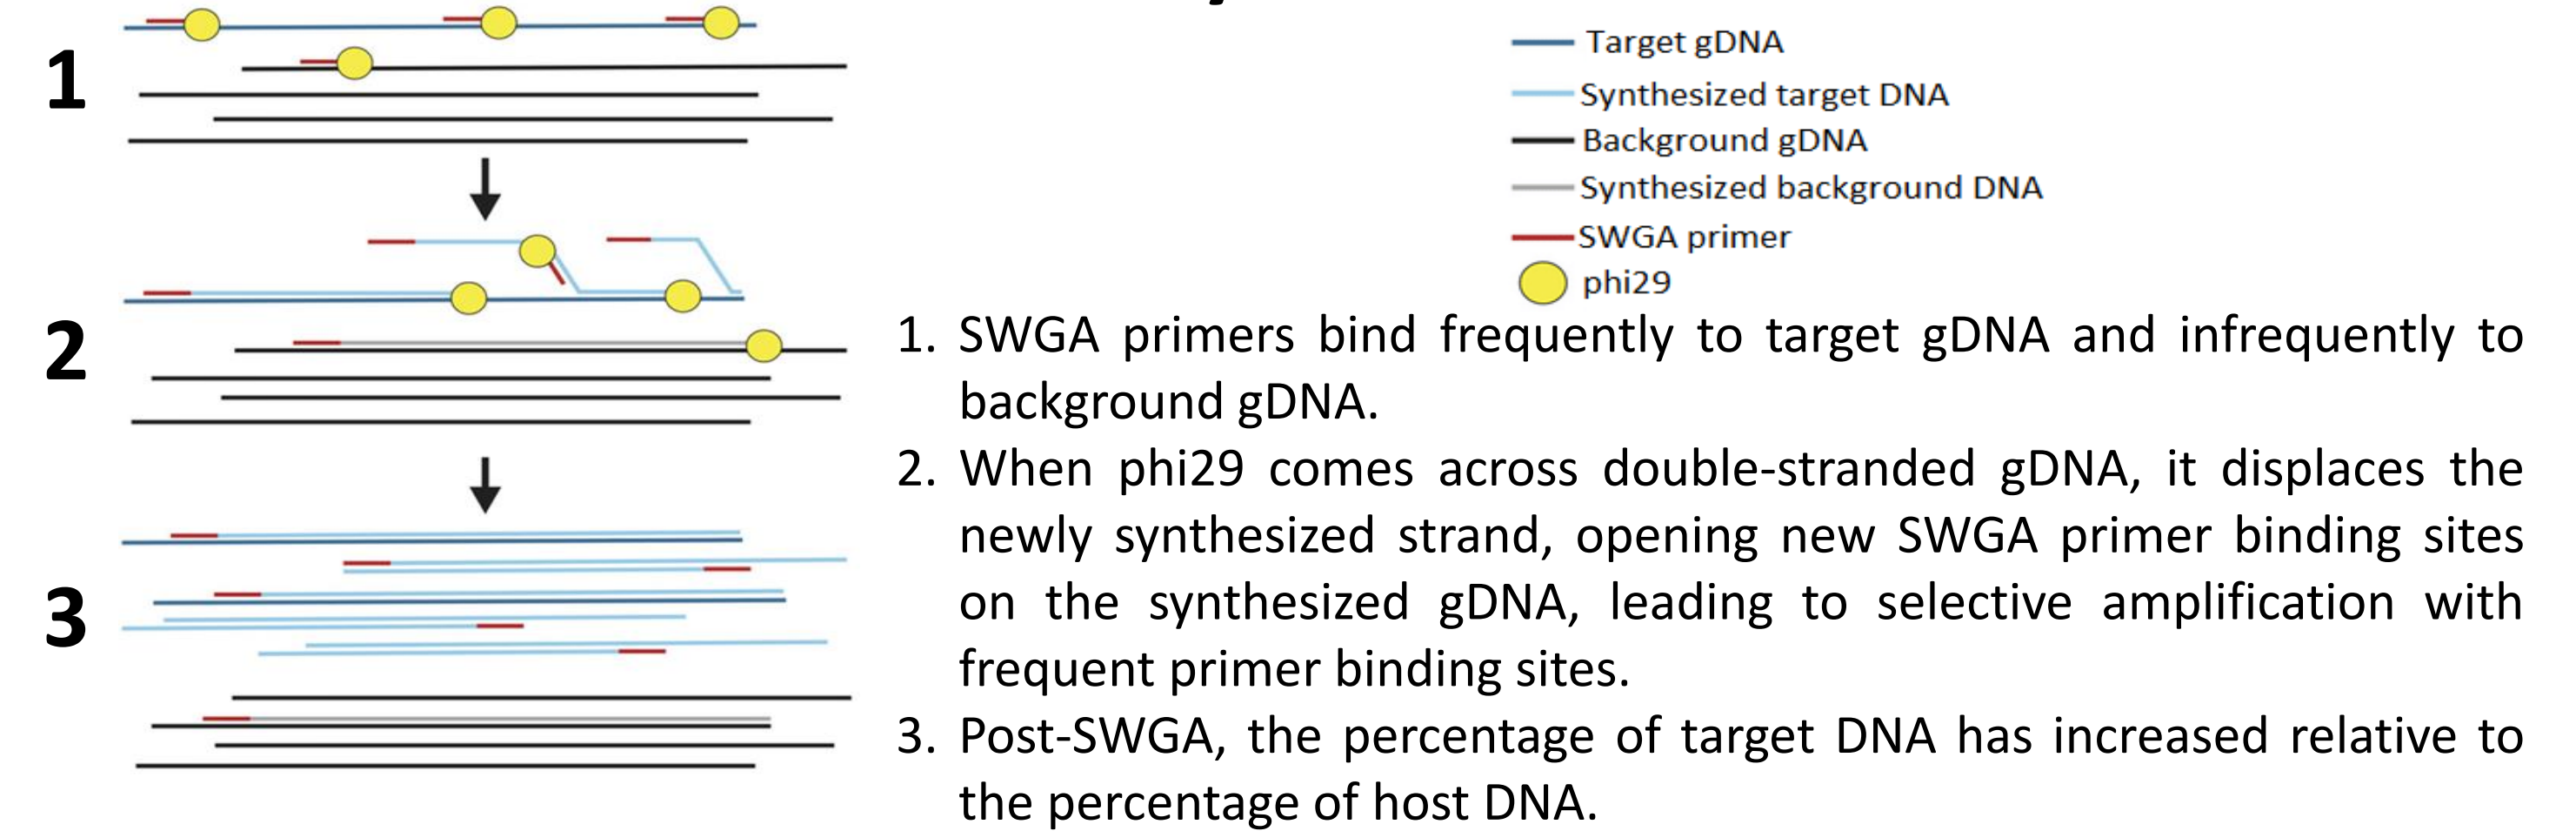 1
2
3
Target gDNA
Synthesized target DNA
Background gDNA
Synthesized background DNA
SWGA primer
phi29
1. SWGA primers bind frequently to target gDNA and infrequently to
background gDNA.
2. When phi29 comes across double-stranded gDNA, it displaces the
newly synthesized strand, opening new SWGA primer binding sites
on the synthesized gDNA, leading to selective amplification with
frequent primer binding sites.
3. Post-SWGA, the percentage of target DNA has increased relative to
the percentage of host DNA.